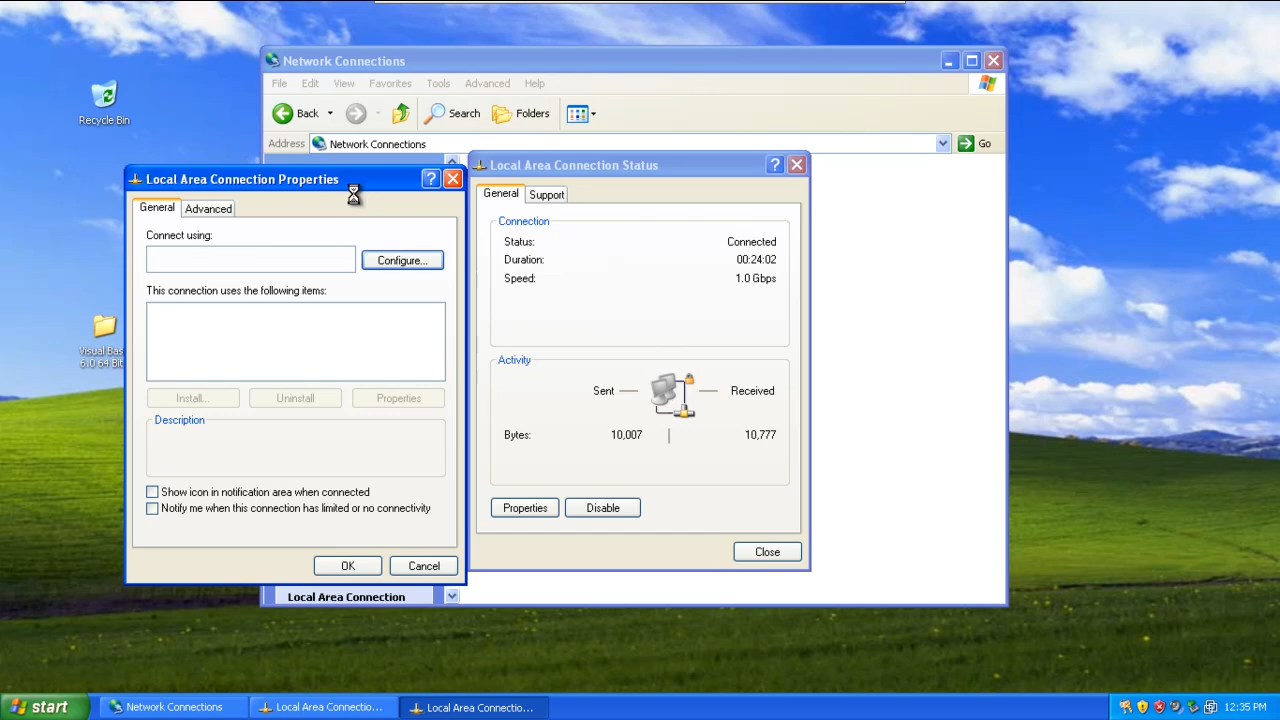 Recycle Bin
Visual Bas
6.0 64 Bit
Network Connections
File Edit View Favorites Tools Advanced Help
Back Search Folders
Address Network Connections Go
Local Area Connection Properties
General Advanced
Connect using:
Configure...
This connection uses the following items:
Install... Uninstall Properties
Description
Show icon in notification area when connected
Notify me when this connection has limited or no connectivity
OK Cancel
Local Area Connection Status
General Support
Connection
Status: Connected
Duration: 00:24:02
Speed: 1.0 Gbps
Activity
Sent Received
Bytes: 10,007 10,777
Properties Disable
Close
Local Area Connection
start Network Connections Local Area Connectio... Local Area Connectio... 12:35 PM